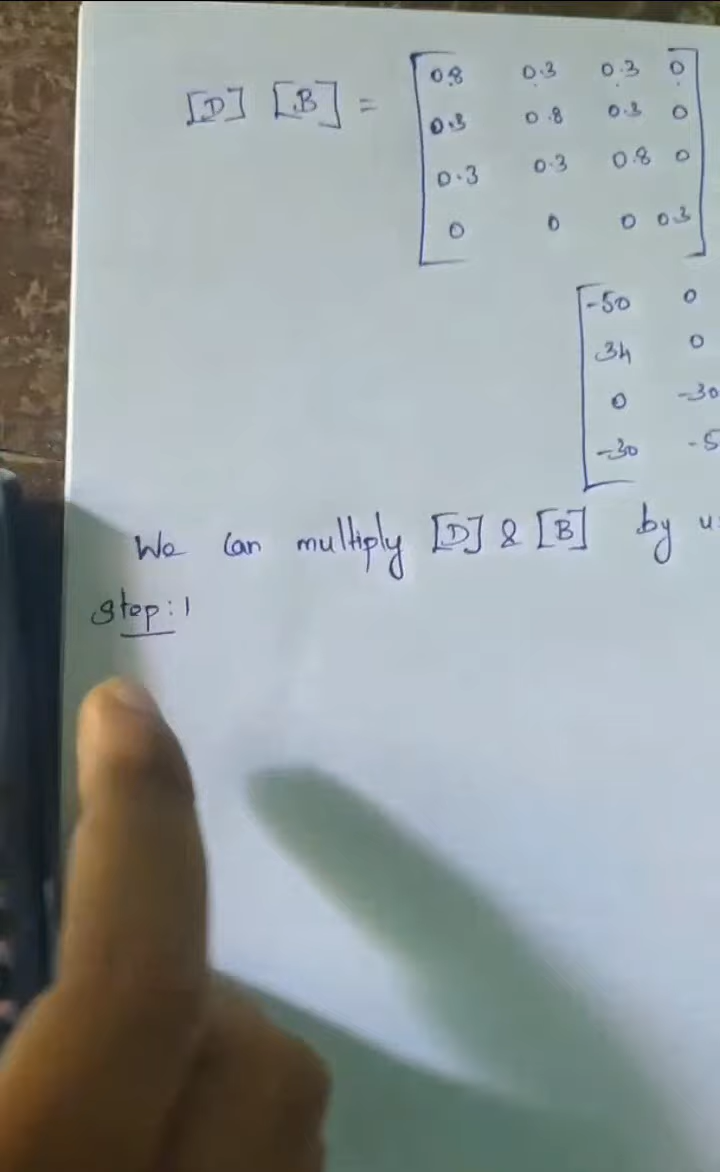 [D] [B] =
0.8 0.3 0.3 0
0.3 0.8 0.3 0
0.3 0.3 0.8 0
0 0 0 0.3
-50 0
34 0
0 -30
-30 -5
We can multiply [D] & [B] by
step:1